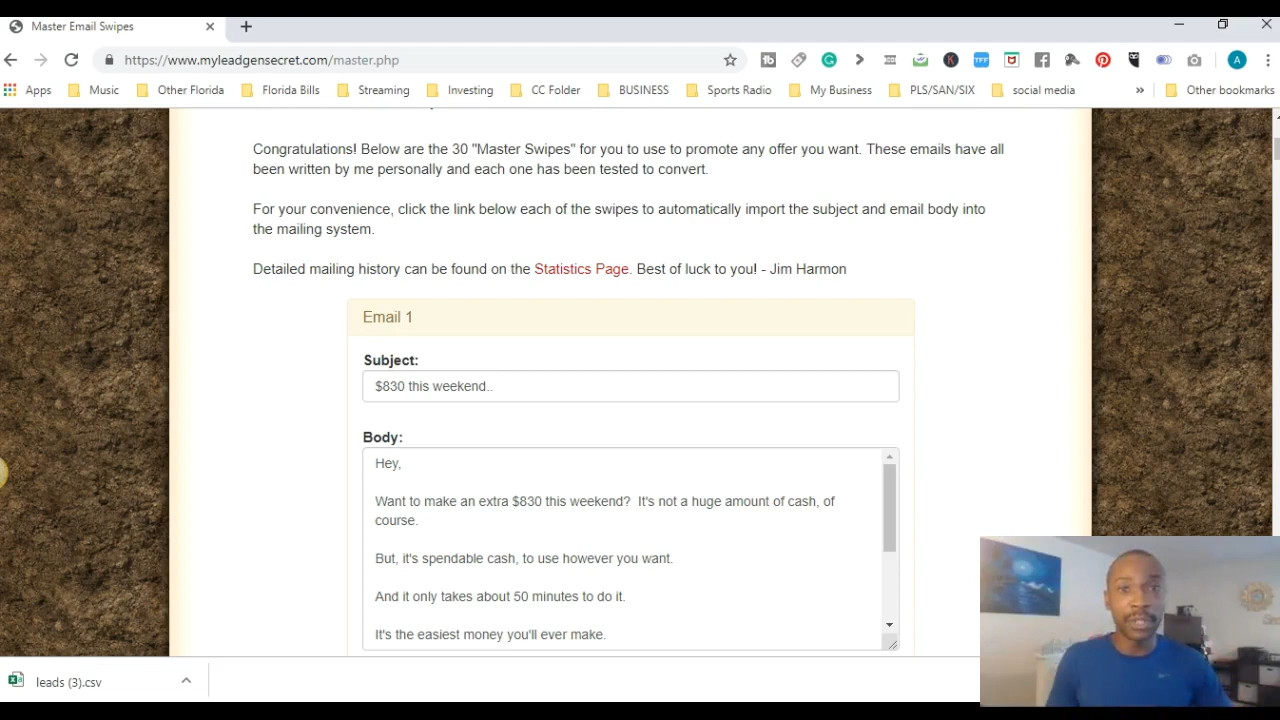 Master Email Swipes
https://www.myleadgensecret.com/master.php
Apps Music Other Florida Florida Bills Streaming Investing CC Folder BUSINESS Sports Radio My Business PLS/SAN/SIX social media » Other bookmarks
Congratulations! Below are the 30 "Master Swipes" for you to use to promote any offer you want. These emails have all
been written by me personally and each one has been tested to convert.
For your convenience, click the link below each of the swipes to automatically import the subject and email body into
the mailing system.
Detailed mailing history can be found on the Statistics Page. Best of luck to you! - Jim Harmon
Email 1
Subject:
$830 this weekend..
Body:
Hey,
Want to make an extra $830 this weekend? It's not a huge amount of cash, of
course.
But, it's spendable cash, to use however you want.
And it only takes about 50 minutes to do it.
It's the easiest money you'll ever make.
leads (3).csv